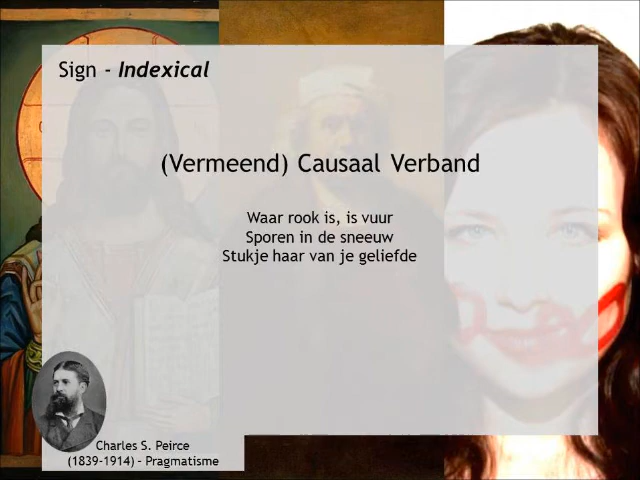 Sign - Indexical
(Vermeend) Causaal Verband
Waar rook is, is vuur
Sporen in de sneeuw
Stukje haar van je geliefde
Charles S. Peirce
(1839-1914) – Pragmatisme